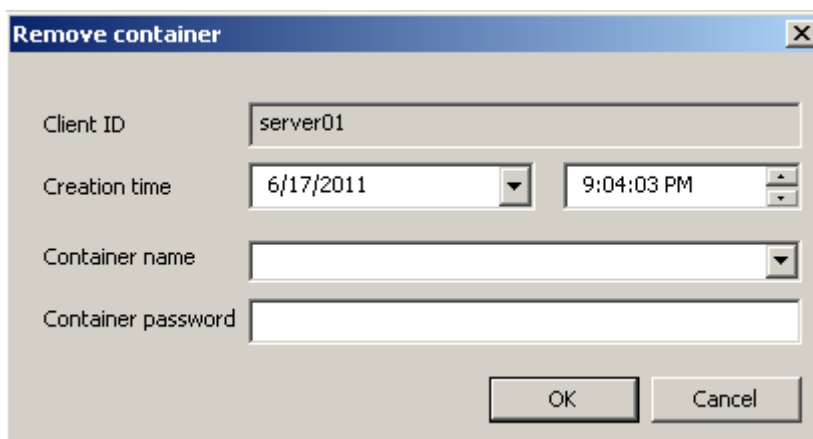 Remove container
Client ID server01
Creation time 6/17/2011 9:04:03 PM
Container name
Container password
OK Cancel